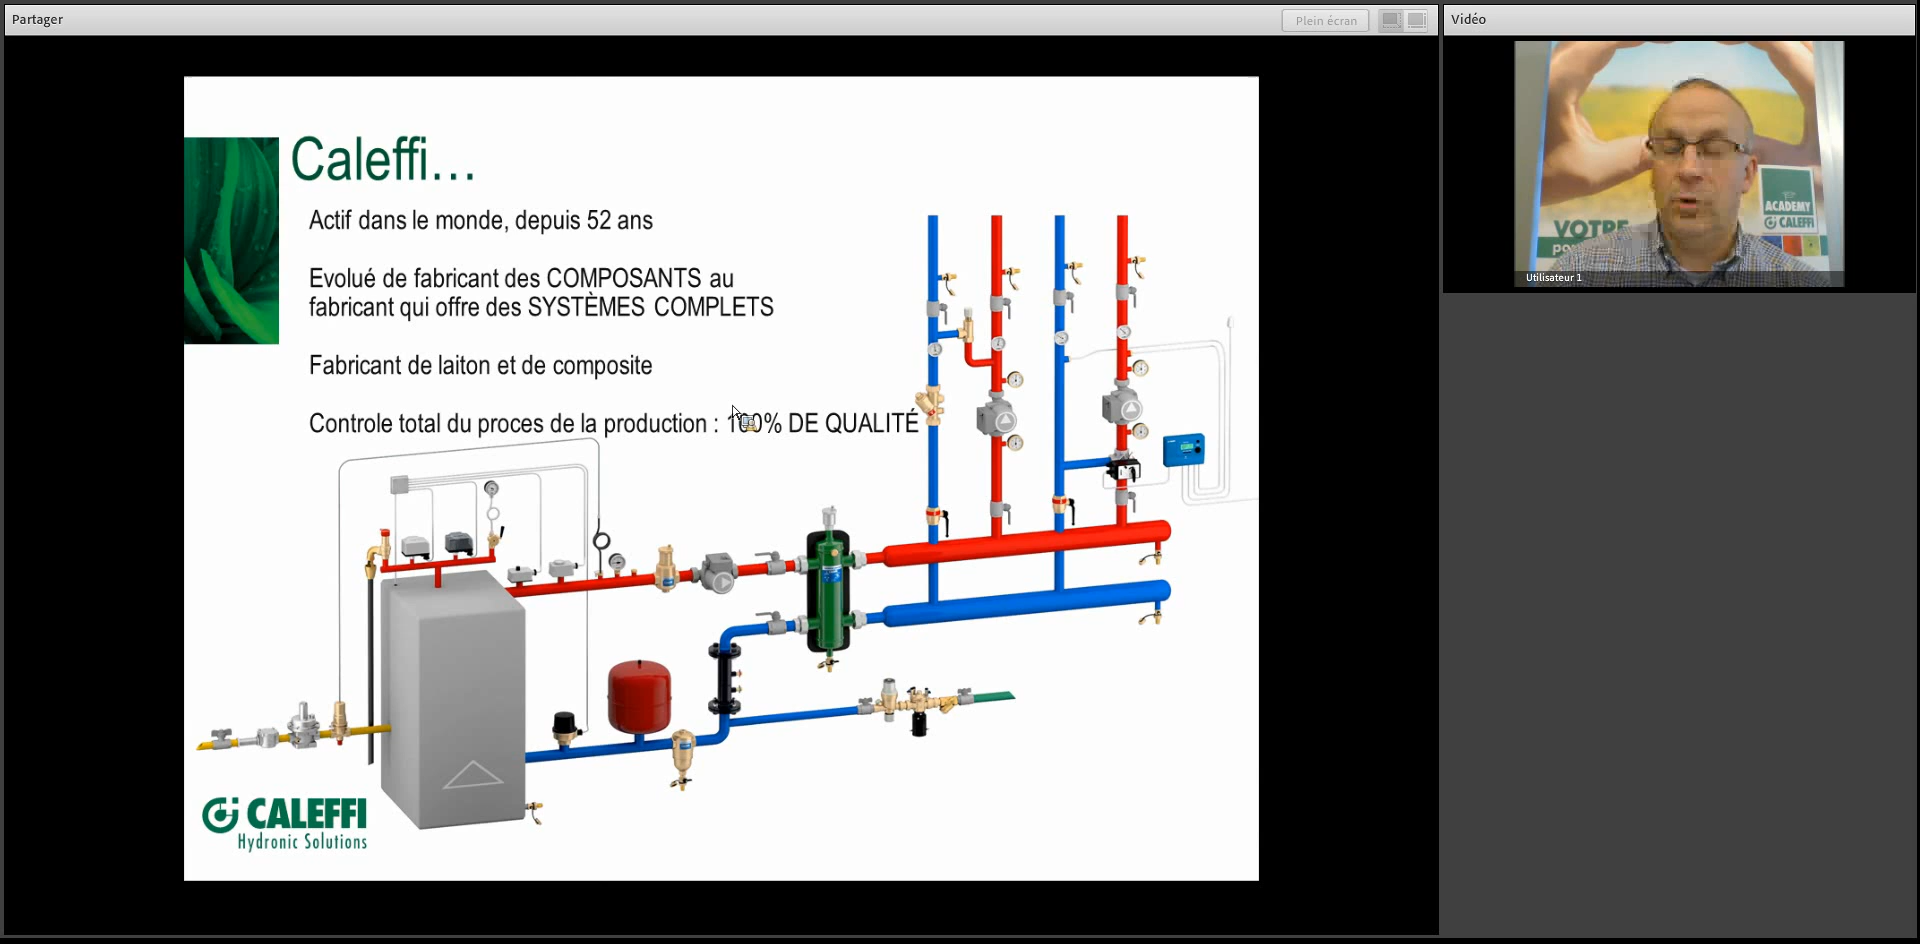 Partager
Plein écran
Vidéo
Caleffi...
Actif dans le monde, depuis 52 ans
Evolué de fabricant des COMPOSANTS au
fabricant qui offre des SYSTÈMES COMPLETS
Fabricant de laiton et de composite
Controle total du proces de la production : 100% DE QUALITÉ
CALEFFI
Hydronic Solutions
ACADEMY
CALEFFI
VOTRE
Utilisateur 1